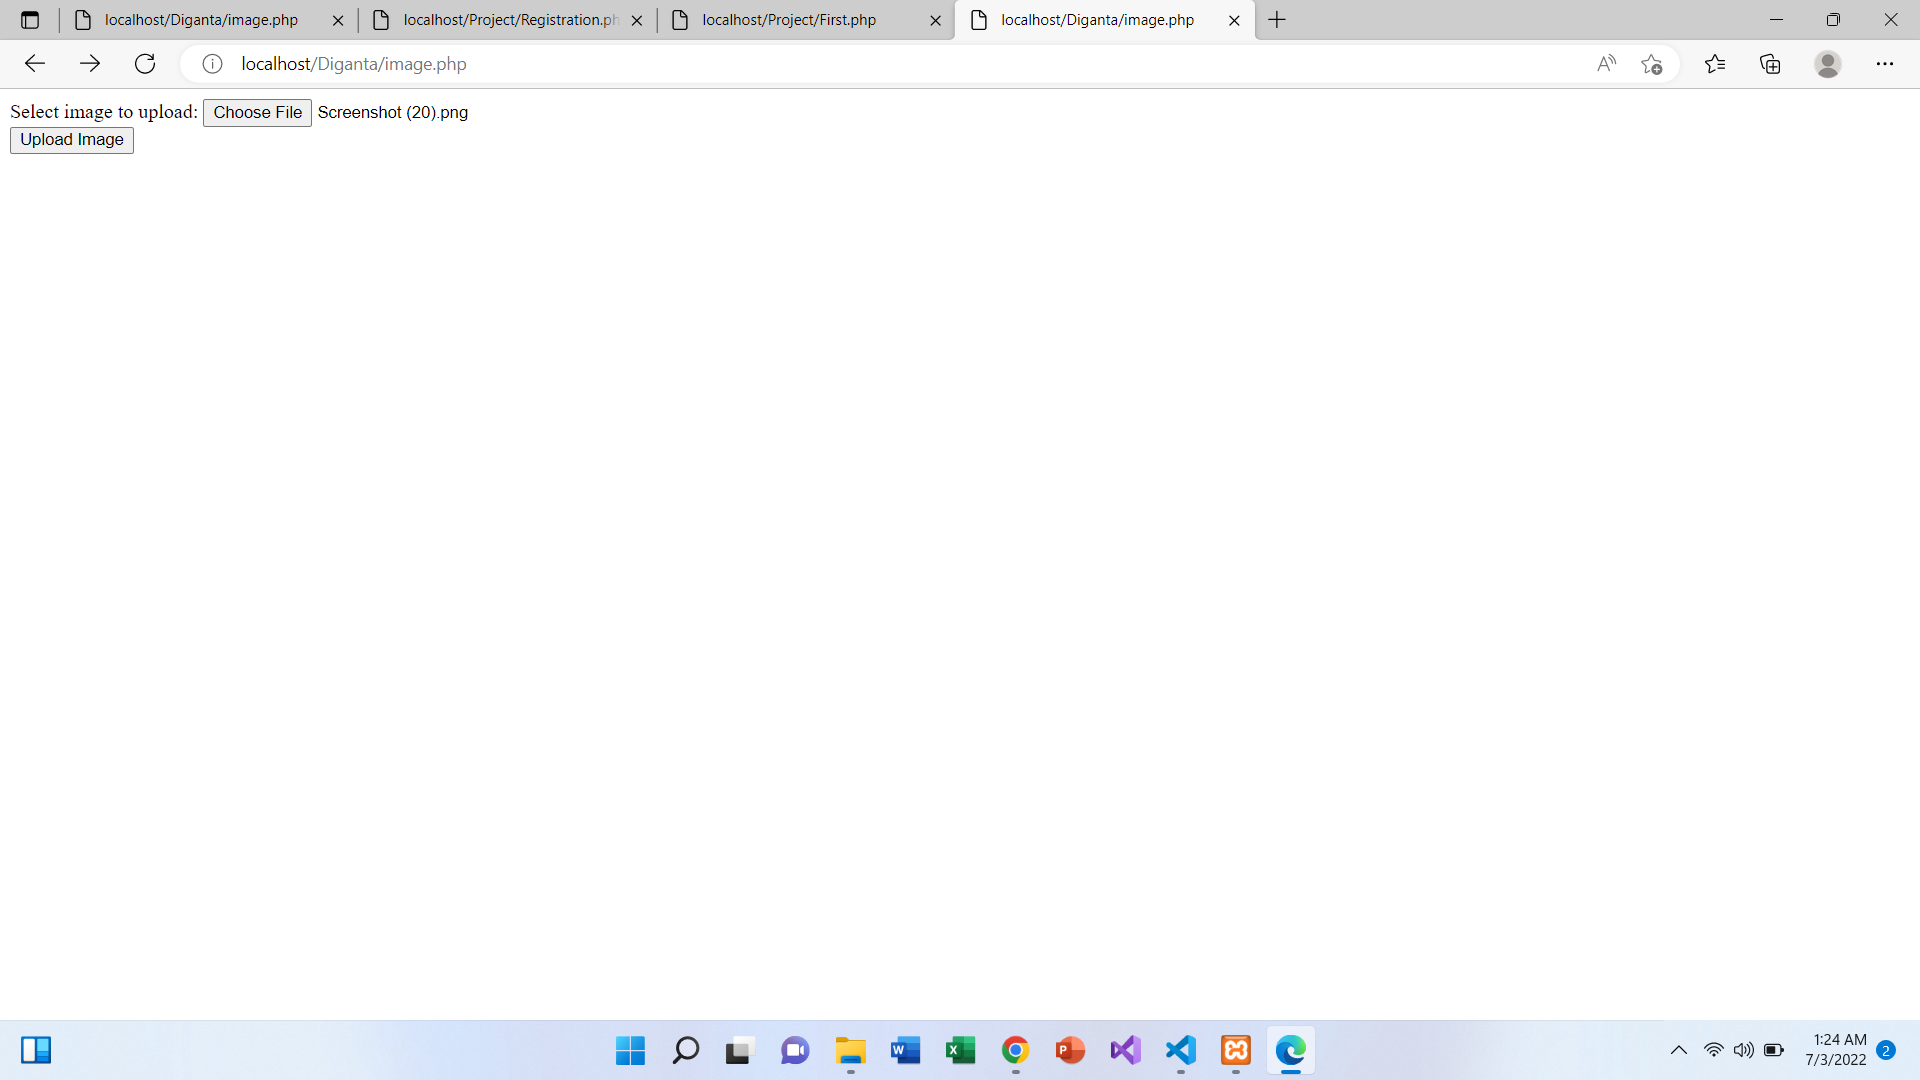 localhost/Diganta/image.php
localhost/Project/Registration.ph
localhost/Project/First.php
localhost/Diganta/image.php
localhost/Diganta/image.php
Select image to upload: Choose File Screenshot (20).png
Upload Image
1:24 AM
7/3/2022
2